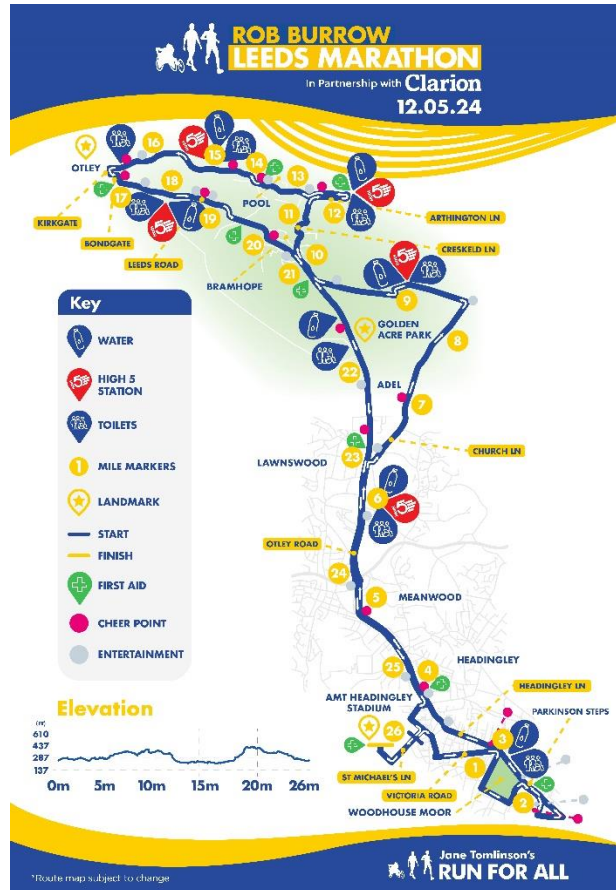 ROB BURROW
LEEDS MARATHON
In Partnership with Clarion
12.05.24
OTLEY
16
15
14
13
12
KIRKGATE
17
18
19
BONDGATE
LEEDS ROAD
POOL
11
ARTHINGTON LN
CRESKELD LN
20
10
21
BRAMHOPE
9
GOLDEN
ACRE PARK
8
22
ADEL
7
CHURCH LN
23
LAWNSWOOD
6
OTLEY ROAD
24
5
MEANWOOD
25
4
HEADINGLEY
HEADINGLEY LN
AMT HEADINGLEY
STADIUM
26
PARKINSON STEPS
3
1
ST MICHAEL'S LN
VICTORIA ROAD
WOODHOUSE MOOR
2
Key
WATER
5
HIGH 5
STATION
TOILETS
1
MILE MARKERS
LANDMARK
START
FINISH
FIRST AID
CHEER POINT
ENTERTAINMENT
Elevation
610
437
287
137
0m 5m 10m 15m 20m 26m
*Route map subject to change
Jane Tomlinson's
RUN FOR ALL